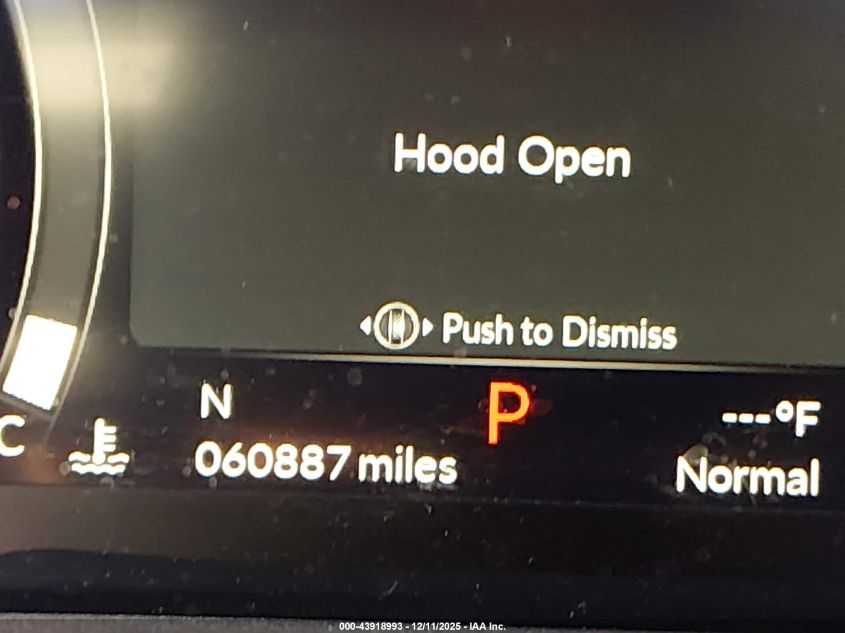 Hood Open
Push to Dismiss
N P ---°F
C 060887 miles Normal
000-43918993 - 12/11/2025 - IAA Inc.